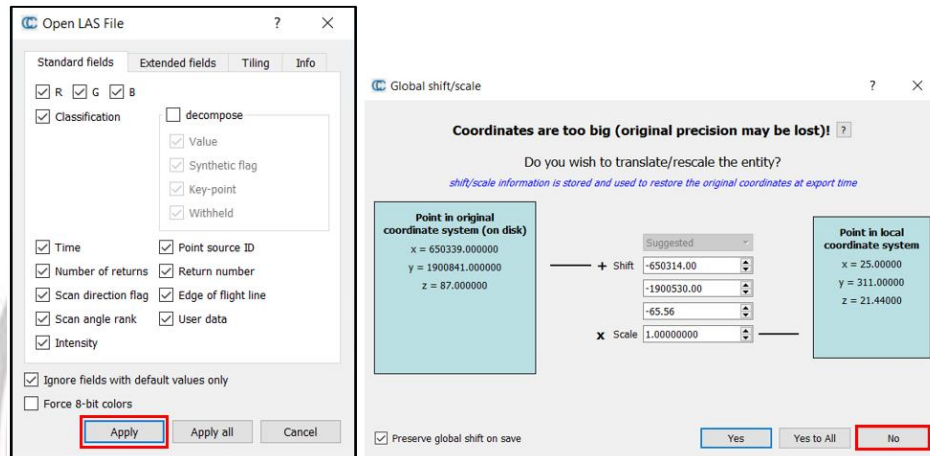 Open LAS File ? ×
Standard fields Extended fields Tiling Info
R G B
Classification
decompose
Value
Synthetic flag
Key-point
Withheld
Time Point source ID
Number of returns Return number
Scan direction flag Edge of flight line
Scan angle rank User data
Intensity
Ignore fields with default values only
Force 8-bit colors
Apply Apply all Cancel
Global shift/scale ? ×
Coordinates are too big (original precision may be lost)! ?
Do you wish to translate/rescale the entity?
shift/scale information is stored and used to restore the original coordinates at export time
Point in original
coordinate system (on disk)
x = 650339.000000
y = 1900841.000000
z = 87.000000
Suggested
+ Shift -650314.00
-1900530.00
-65.56
x Scale 1.00000000
Point in local
coordinate system
x = 25.00000
y = 311.00000
z = 21.44000
Preserve global shift on save
Yes Yes to All No